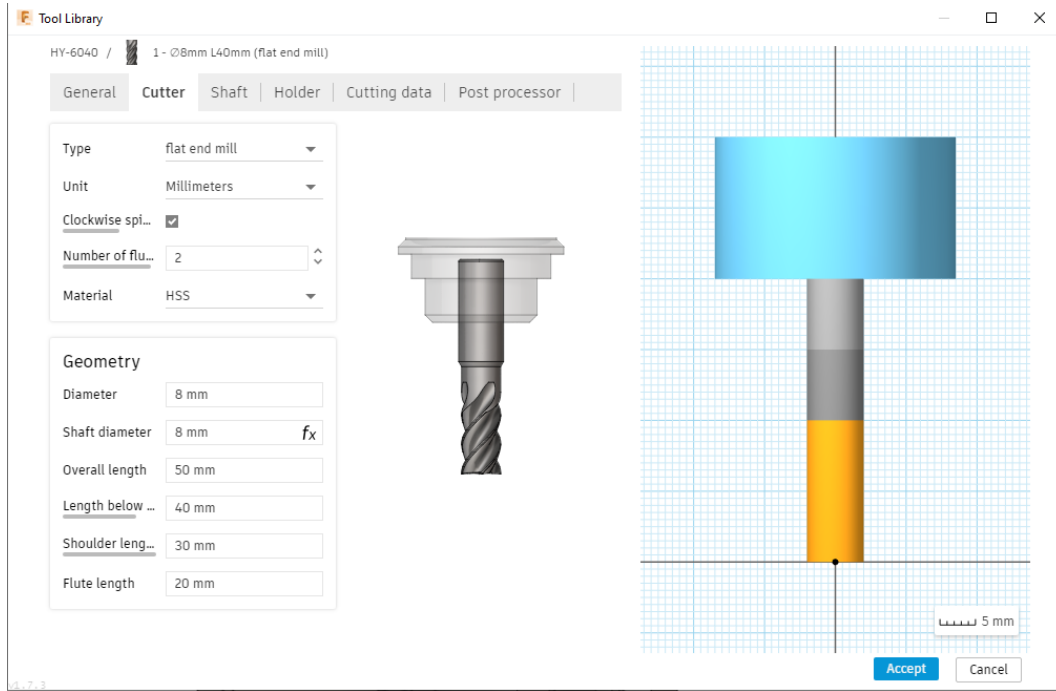 Tool Library
HY-6040 / 1 - Ø8mm L40mm (flat end mill)
General Cutter Shaft Holder Cutting data Post processor
Type flat end mill
Unit Millimeters
Clockwise spi...
Number of flu... 2
Material HSS
Geometry
Diameter 8 mm
Shaft diameter 8 mm fx
Overall length 50 mm
Length below ... 40 mm
Shoulder leng... 30 mm
Flute length 20 mm
5 mm
Accept Cancel
v1.7.3